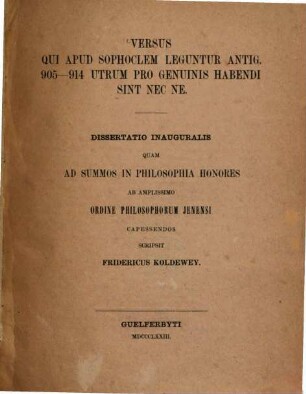 VERSUS
QUI APUD SOPHOCLEM LEGUNTUR ANTIG.
905—914 UTRUM PRO GENUINIS HABENDI
SINT NEC NE.
DISSERTATIO INAUGURALIS
QUAM
AD SUMMOS IN PHILOSOPHIA HONORES
AB AMPLISSIMO
ORDINE PHILOSOPHORUM JENENSI
CAPESSENDOS
SCRIPSIT
FRIDERICUS KOLDEWEY.
GUELFERBYTI
MDCCCLXXIII.